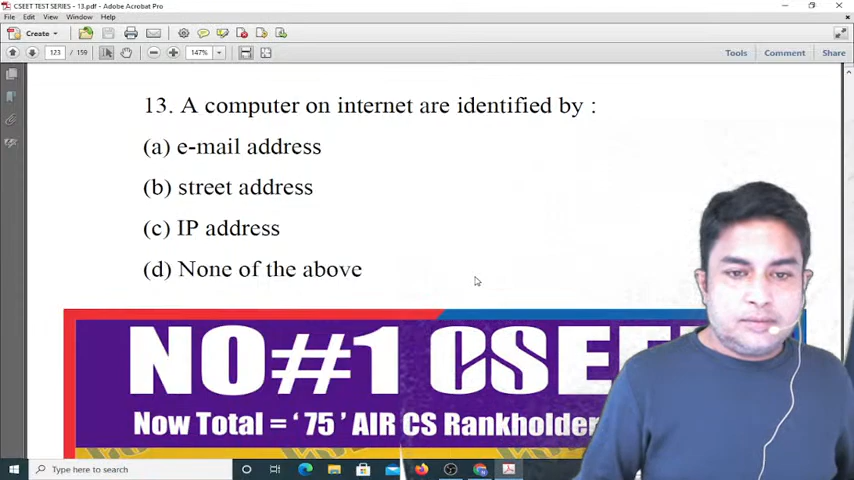 CSEET TEST SERIES - 13.pdf - Adobe Acrobat Pro
File Edit View Window Help
Create
123 / 159 147% Tools Comment Share
13. A computer on internet are identified by :
(a) e-mail address
(b) street address
(c) IP address
(d) None of the above
NO#1 CSEE
Now Total = ‘ 75 ’ AIR CS Rankholder
Type here to search